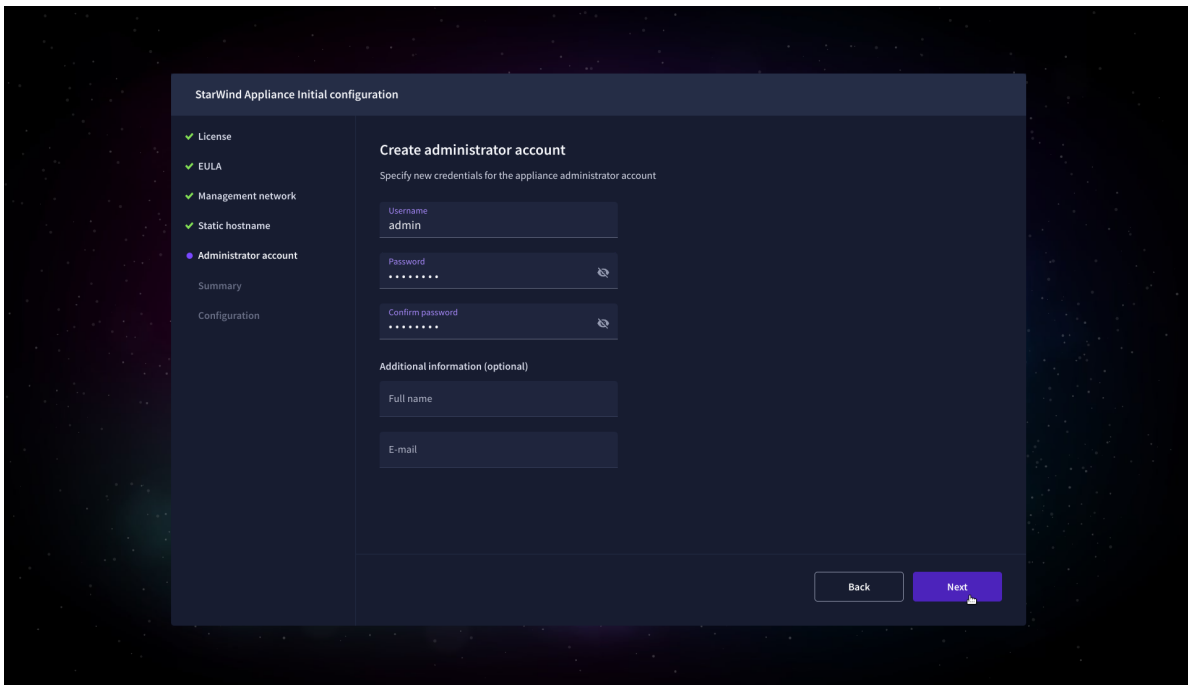 StarWind Appliance Initial configuration
License
EULA
Management network
Static hostname
Administrator account
Summary
Configuration
Create administrator account
Specify new credentials for the appliance administrator account
Username
admin
Password
••••••••
Confirm password
••••••••
Additional information (optional)
Full name
E-mail
Back
Next